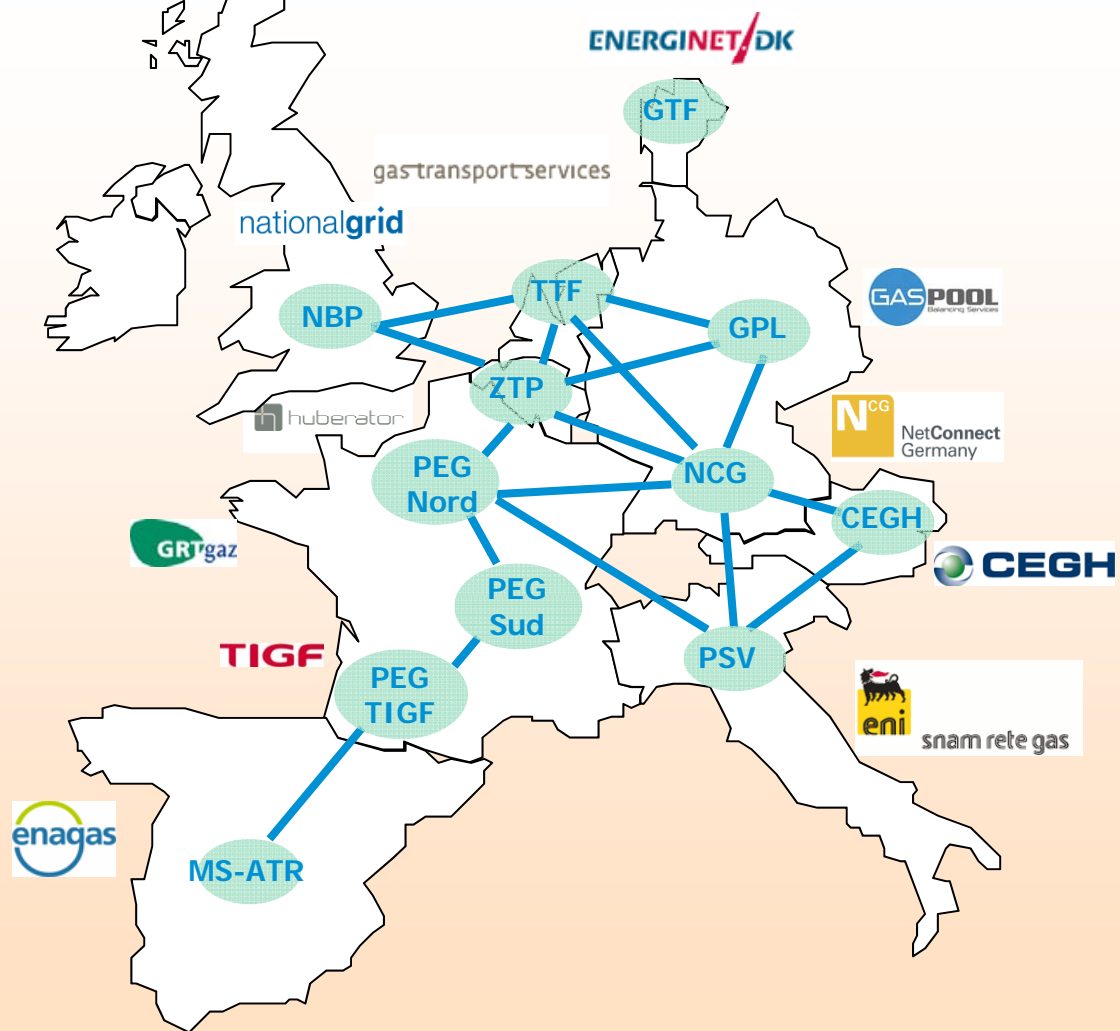 ENERGINET/DK
GTF
gas transport services
nationalgrid
TTF
NBP
GASPOOL
Balancing Services
GPL
ZTP
huberator
NCG
NetConnect
Germany
PEG
Nord
NCG
CEGH
GRTgaz
CEGH
PEG
Sud
TIGF
PSV
PEG
TIGF
eni
snam rete gas
enagas
MS-ATR